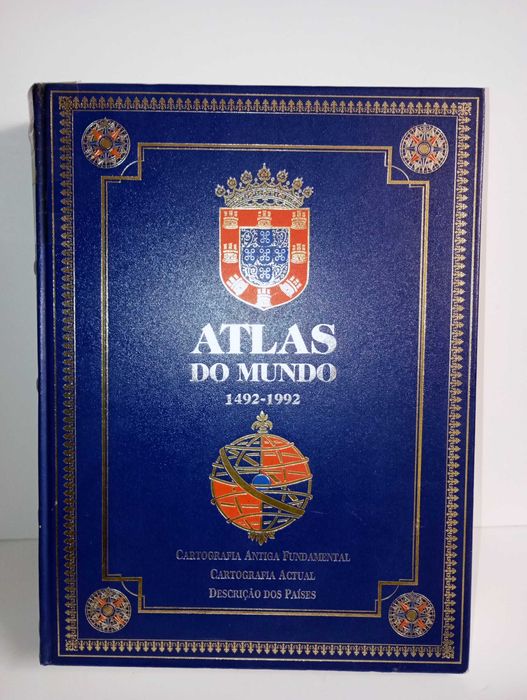 ATLAS
DO MUNDO
1492-1992
CARTOGRAFIA ANTIGA FUNDAMENTAL
CARTOGRAFIA ACTUAL
DESCRIÇÃO DOS PAÍSES